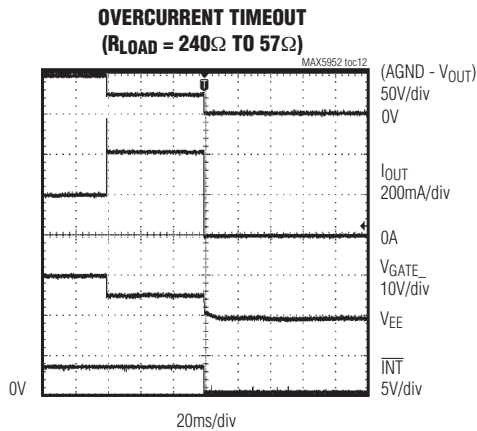 OVERCURRENT TIMEOUT
(RLOAD = 240Ω TO 57Ω)
MAX5952 toc12
(AGND - VOUT)
50V/div
0V
IOUT
200mA/div
0A
VGATE_
10V/div
VEE
INT
5V/div
0V
20ms/div
T